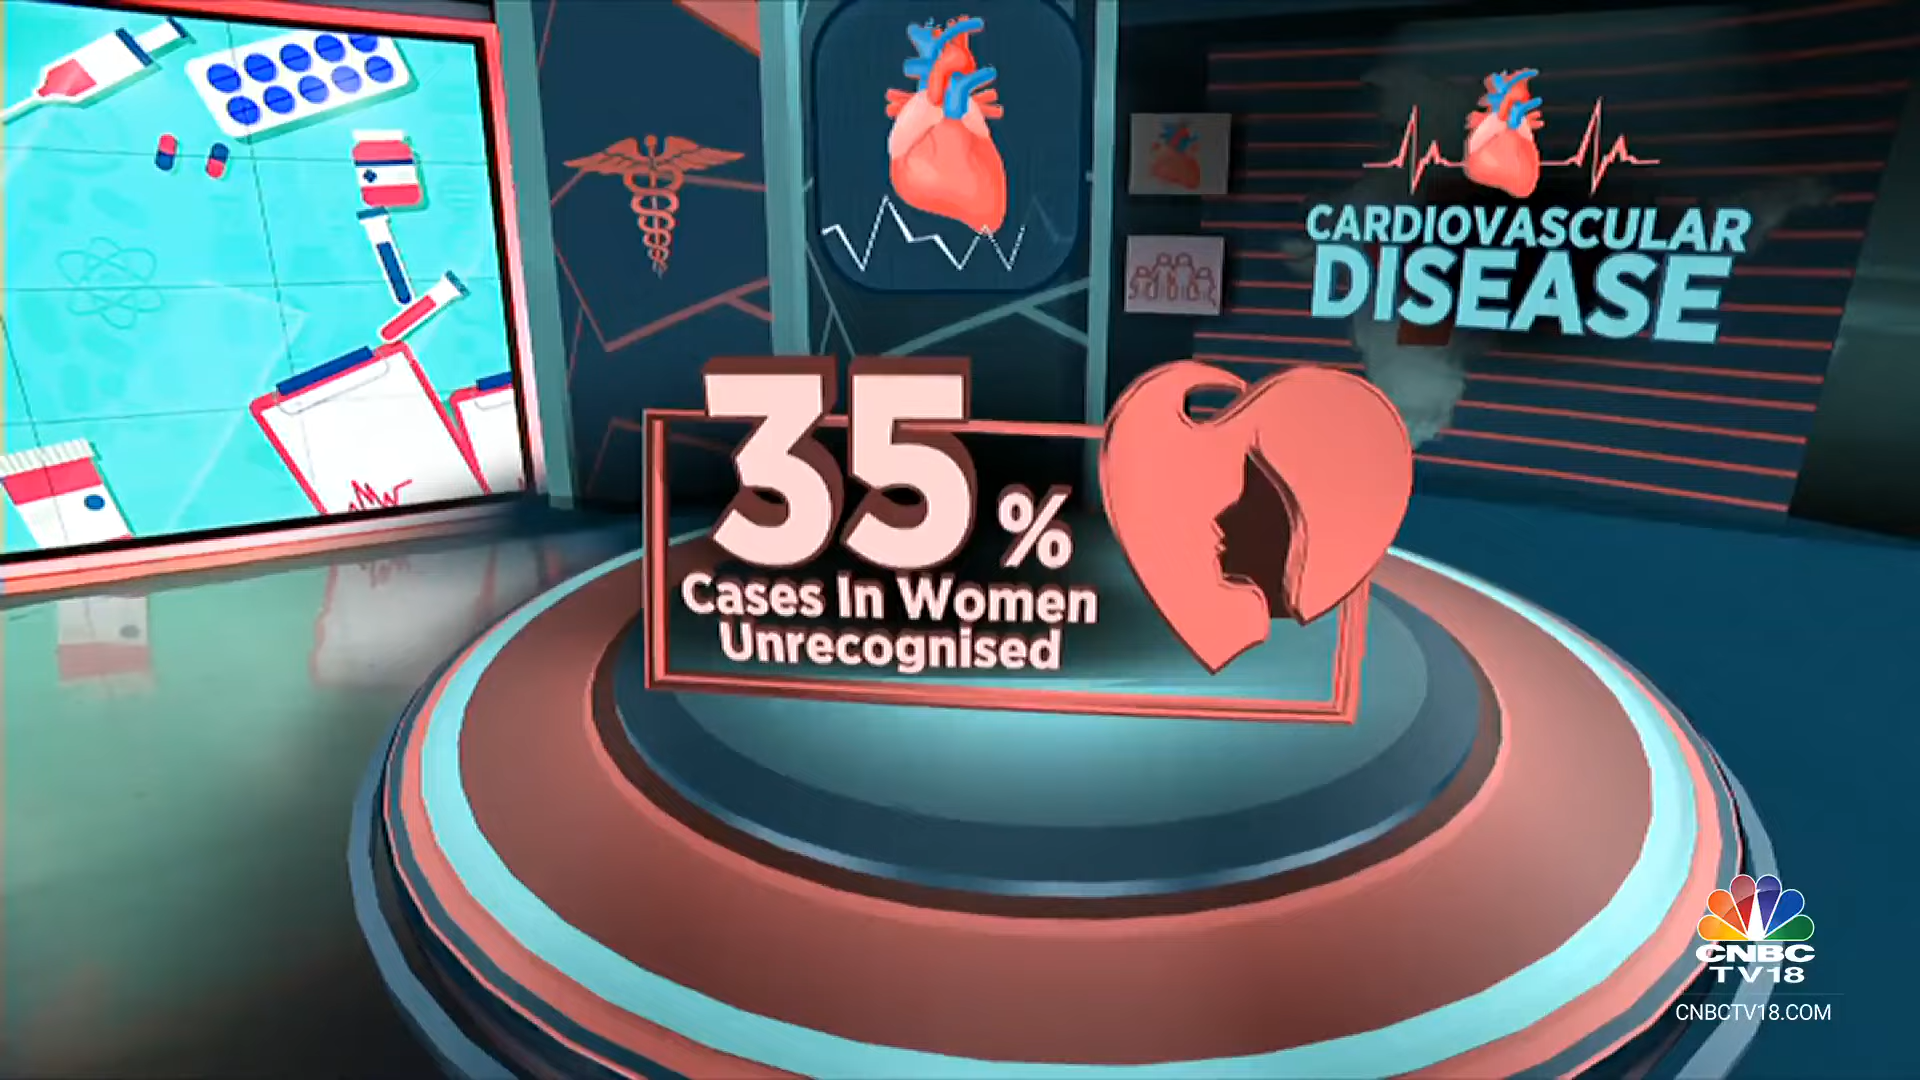 CARDIOVASCULAR
DISEASE
35 %
Cases In Women
Unrecognised
CNBC
TV18
CNBCTV18.COM